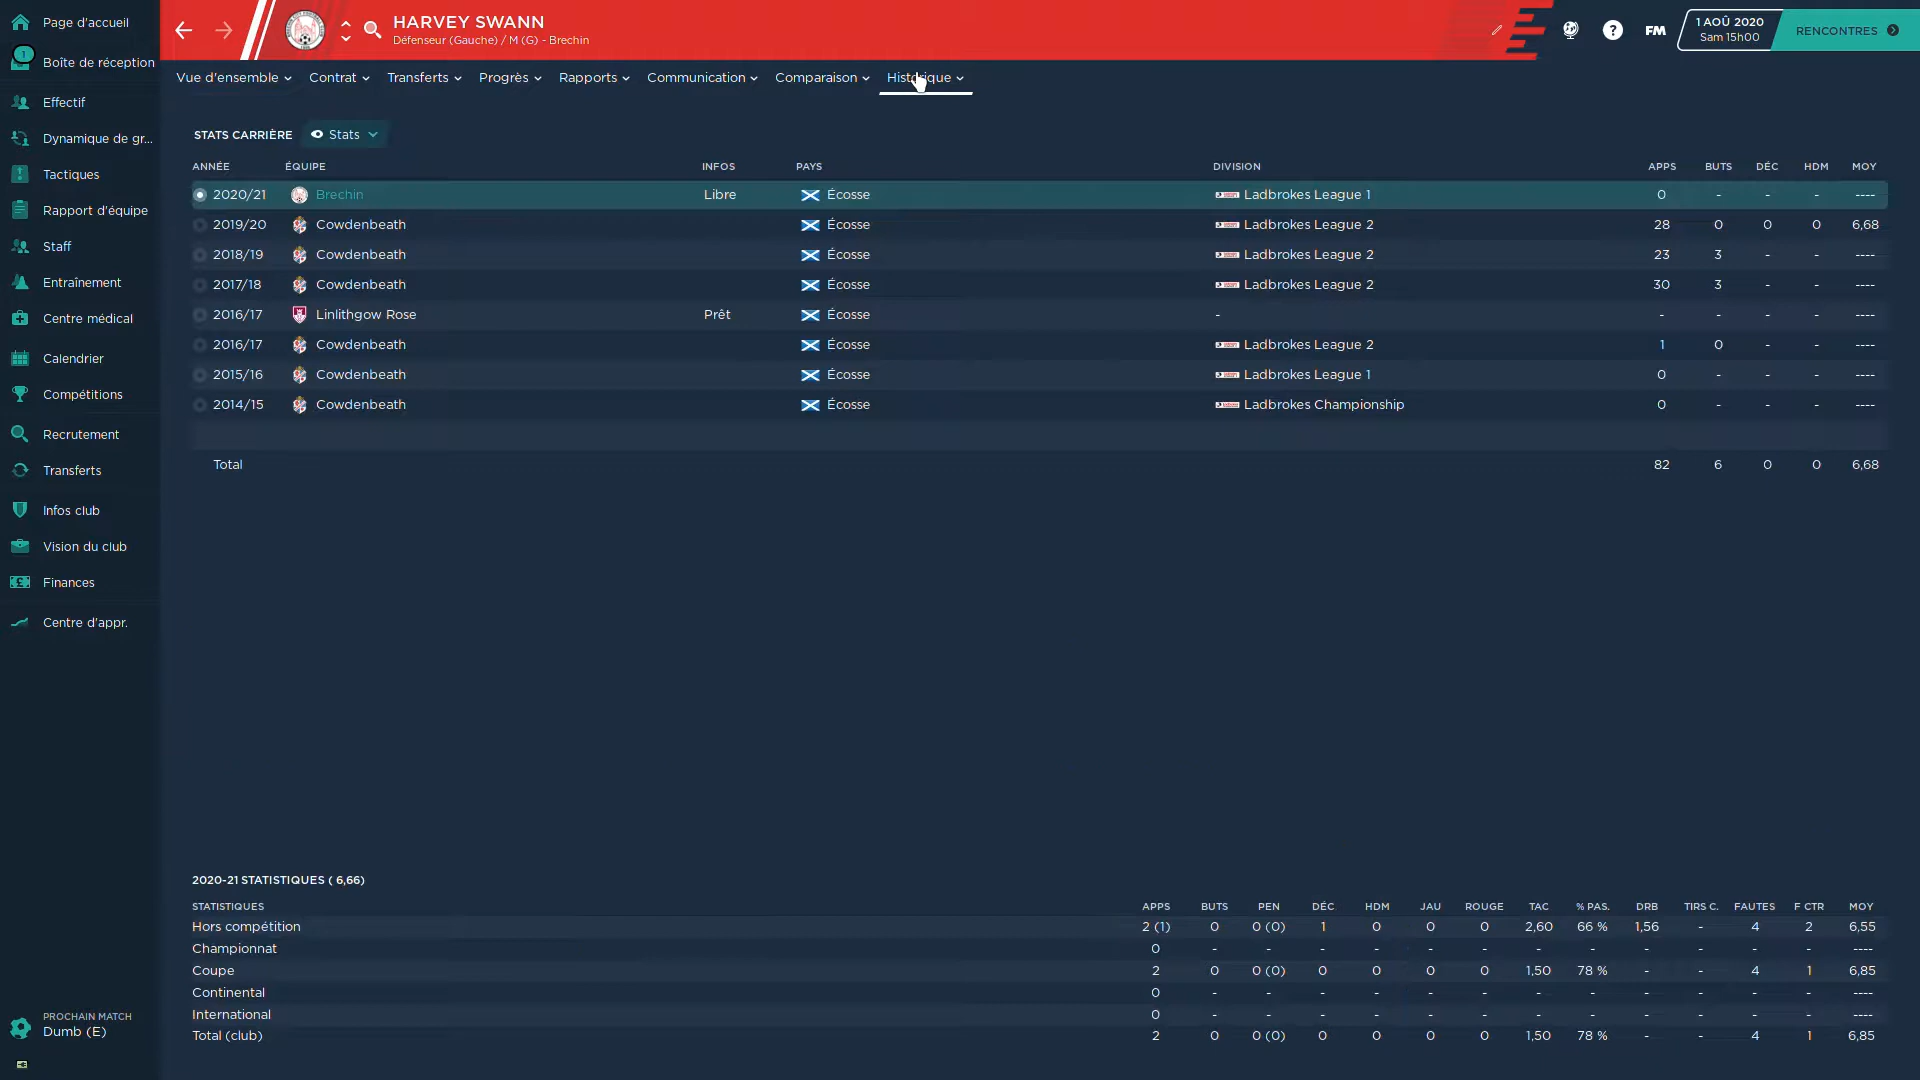 Page d'accueil
1
Boîte de réception
Effectif
Dynamique de gr...
Tactiques
Rapport d'équipe
Staff
Entraînement
Centre médical
Calendrier
Compétitions
Recrutement
Transferts
Infos club
Vision du club
Finances
Centre d'appr.
PROCHAIN MATCH
Dumb (E)
HARVEY SWANN
Défenseur (Gauche) / M (G) - Brechin
FM
1 AOÛ 2020
Sam 15h00
RENCONTRES
Vue d'ensemble Contrat Transferts Progrès Rapports Communication Comparaison Historique
STATS CARRIÈRE Stats
ANNÉE ÉQUIPE INFOS PAYS DIVISION APPS BUTS DÉC HDM MOY
2020/21 Brechin Libre Écosse Ladbrokes League 1 0 - - - ----
2019/20 Cowdenbeath Écosse Ladbrokes League 2 28 0 0 0 6,68
2018/19 Cowdenbeath Écosse Ladbrokes League 2 23 3 - - ----
2017/18 Cowdenbeath Écosse Ladbrokes League 2 30 3 - - ----
2016/17 Linlithgow Rose Prêt Écosse - - - - - ----
2016/17 Cowdenbeath Écosse Ladbrokes League 2 1 0 - - ----
2015/16 Cowdenbeath Écosse Ladbrokes League 1 0 - - - ----
2014/15 Cowdenbeath Écosse Ladbrokes Championship 0 - - - ----
Total 82 6 0 0 6,68
2020-21 STATISTIQUES ( 6,66)
STATISTIQUES APPS BUTS PEN DÉC HDM JAU ROUGE TAC % PAS. DRB TIRS C. FAUTES F CTR MOY
Hors compétition 2 (1) 0 0 (0) 1 0 0 0 2,60 66 % 1,56 - 4 2 6,55
Championnat 0 - - - - - - - - - - - - ----
Coupe 2 0 0 (0) 0 0 0 0 1,50 78 % - - 4 1 6,85
Continental 0 - - - - - - - - - - - - ----
International 0 - - - - - - - - - - - - ----
Total (club) 2 0 0 (0) 0 0 0 0 1,50 78 % - - 4 1 6,85